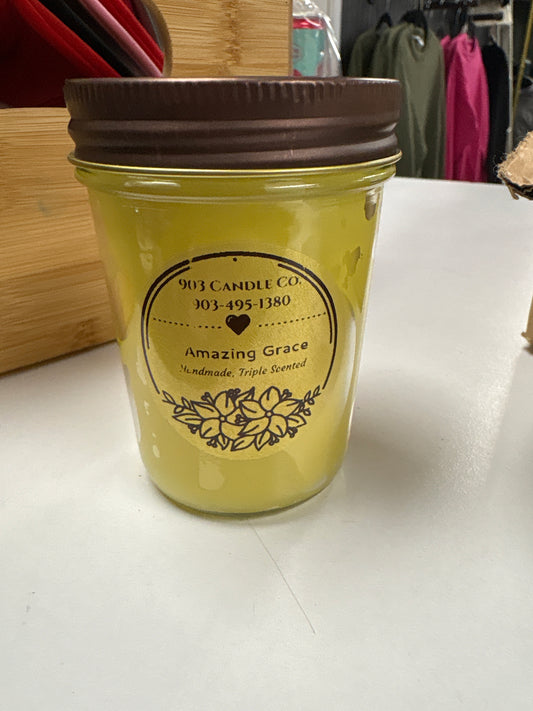 903 Candle Co.
903-495-1380
Amazing Grace
Handmade, Triple Scented